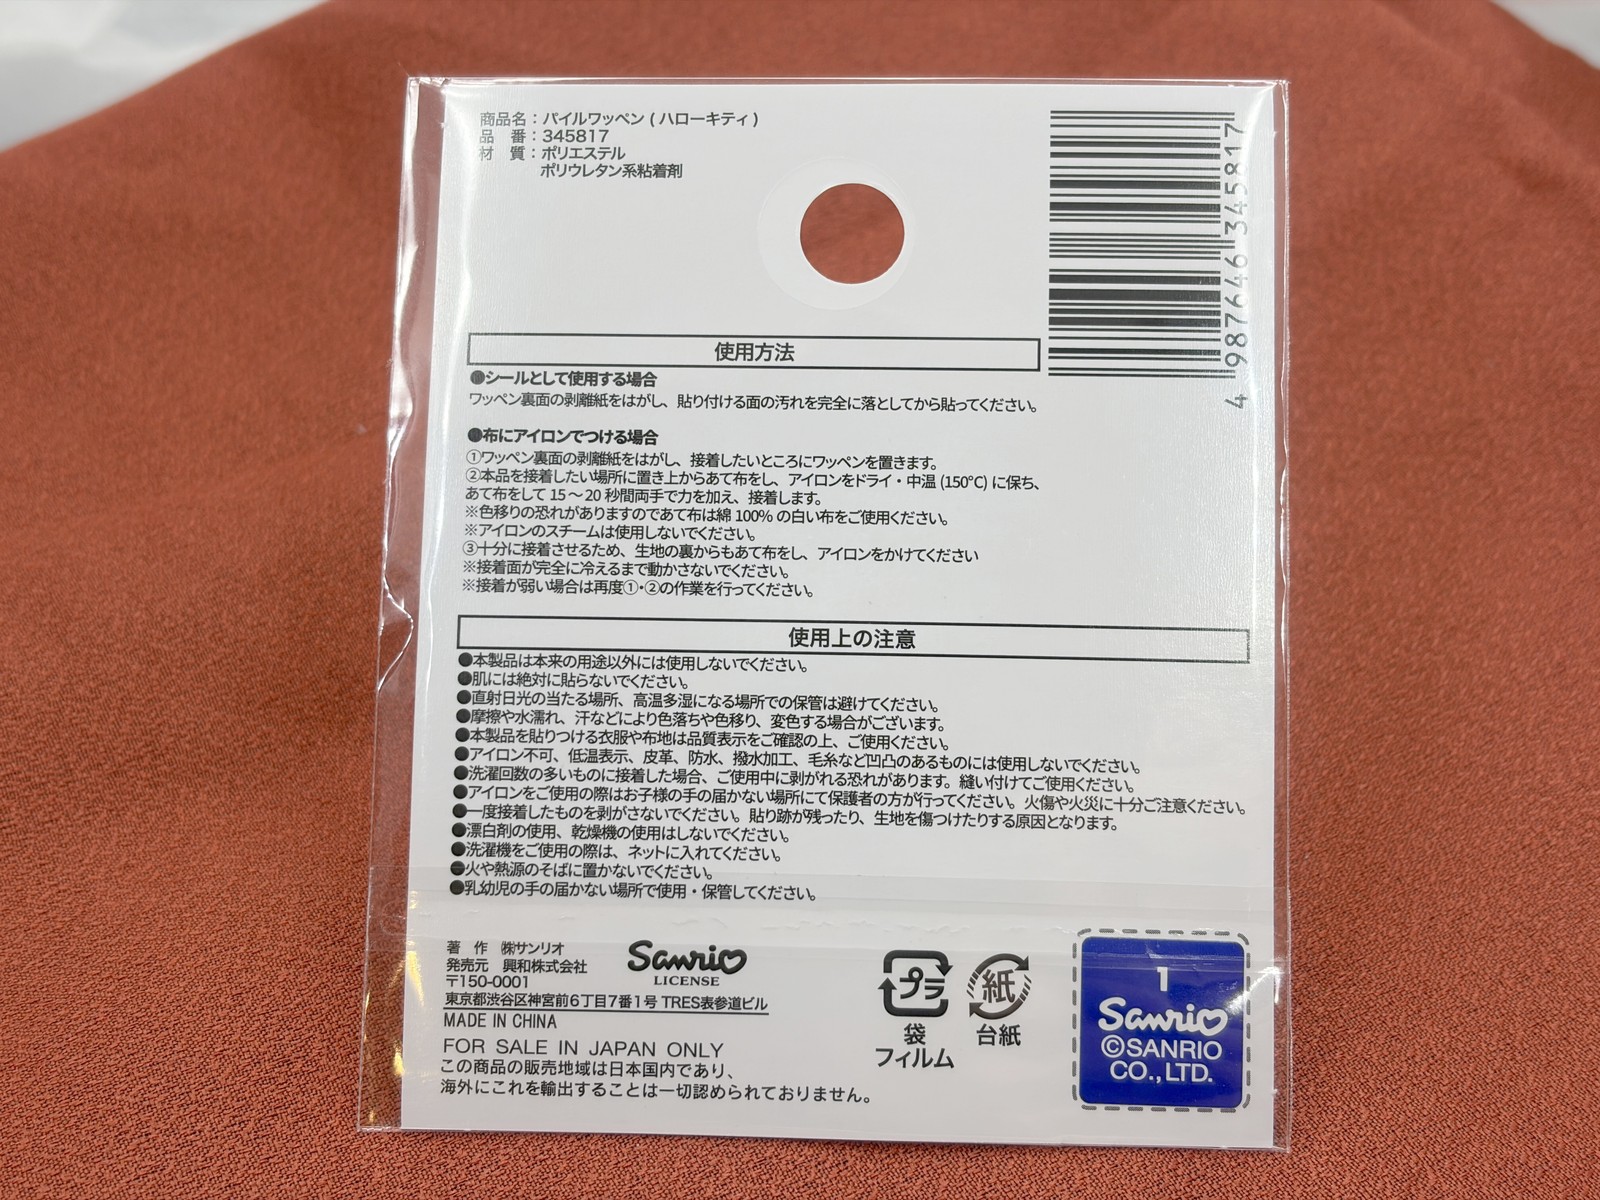 商品名：パイルワッペン ( ハローキティ )
品　番：345817
材　質：ポリエステル
ポリウレタン系粘着剤
4 987646 345817
使用方法
●シールとして使用する場合
ワッペン裏面の剥離紙をはがし、貼り付ける面の汚れを完全に落としてから貼ってください。
●布にアイロンでつける場合
①ワッペン裏面の剥離紙をはがし、接着したいところにワッペンを置きます。
②本品を接着したい場所に置き上からあて布をし、アイロンをドライ・中温 (150℃) に保ち、
あて布をして 15～20 秒間両手で力を加え、接着します。
※色移りの恐れがありますのであて布は綿 100% の白い布をご使用ください。
※アイロンのスチームは使用しないでください。
③十分に接着させるため、生地の裏からもあて布をし、アイロンをかけてください
※接着面が完全に冷えるまで動かさないでください。
※接着が弱い場合は再度①・②の作業を行ってください。
使用上の注意
●本製品は本来の用途以外には使用しないでください。
●肌には絶対に貼らないでください。
●直射日光の当たる場所、高温多湿になる場所での保管は避けてください。
●摩擦や水濡れ、汗などにより色落ちや色移り、変色する場合がございます。
●本製品を貼りつける衣服や布地は品質表示をご確認の上、ご使用ください。
●アイロン不可、低温表示、皮革、防水、撥水加工、毛糸など凹凸のあるものには使用しないでください。
●洗濯回数の多いものに接着した場合、ご使用中に剥がれる恐れがあります。縫い付けてご使用ください。
●アイロンをご使用の際はお子様の手の届かない場所にて保護者の方が行ってください。火傷や火災に十分ご注意ください。
●一度接着したものを剥がさないでください。貼り跡が残ったり、生地を傷つけたりする原因となります。
●漂白剤の使用、乾燥機の使用はしないでください。
●洗濯機をご使用の際は、ネットに入れてください。
●火や熱源のそばに置かないでください。
●乳幼児の手の届かない場所で使用・保管してください。
著　作　㈱サンリオ
発売元　興和株式会社
〒150-0001
東京都渋谷区神宮前6丁目7番1号 TRES表参道ビル
MADE IN CHINA
FOR SALE IN JAPAN ONLY
この商品の販売地域は日本国内であり、
海外にこれを輸出することは一切認められておりません。
Sanrio
LICENSE
プラ
袋
フィルム
紙
台紙
1
Sanrio
©SANRIO
CO.,LTD.